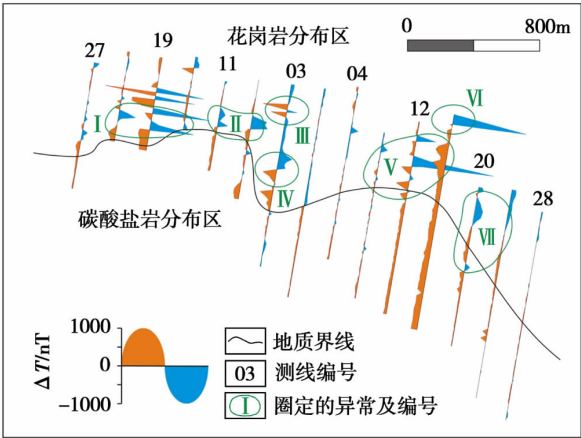 花岗岩分布区
0 800m
27
19
11
03
04
12
20
28
I
II
III
IV
V
VI
VII
碳酸盐岩分布区
1000
0
−1000
ΔT/nT
地质界线
03 测线编号
I 圈定的异常及编号